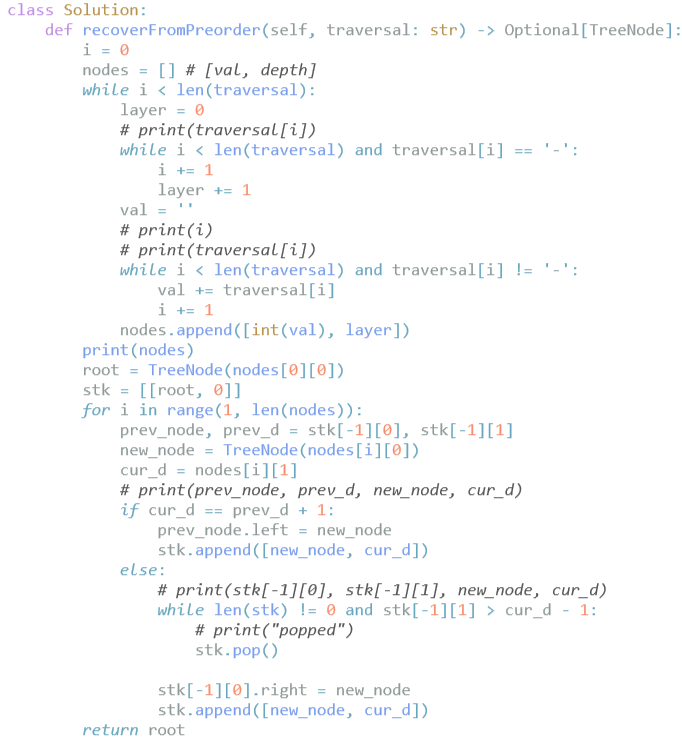 class Solution:
    def recoverFromPreorder(self, traversal: str) -> Optional[TreeNode]:
        i = 0
        nodes = [] # [val, depth]
        while i < len(traversal):
            layer = 0
            # print(traversal[i])
            while i < len(traversal) and traversal[i] == '-':
                i += 1
                layer += 1
            val = ''
            # print(i)
            # print(traversal[i])
            while i < len(traversal) and traversal[i] != '-':
                val += traversal[i]
                i += 1
            nodes.append([int(val), layer])
        print(nodes)
        root = TreeNode(nodes[0][0])
        stk = [[root, 0]]
        for i in range(1, len(nodes)):
            prev_node, prev_d = stk[-1][0], stk[-1][1]
            new_node = TreeNode(nodes[i][0])
            cur_d = nodes[i][1]
            # print(prev_node, prev_d, new_node, cur_d)
            if cur_d == prev_d + 1:
                prev_node.left = new_node
                stk.append([new_node, cur_d])
            else:
                # print(stk[-1][0], stk[-1][1], new_node, cur_d)
                while len(stk) != 0 and stk[-1][1] > cur_d - 1:
                    # print("popped")
                    stk.pop()

                stk[-1][0].right = new_node
                stk.append([new_node, cur_d])
        return root